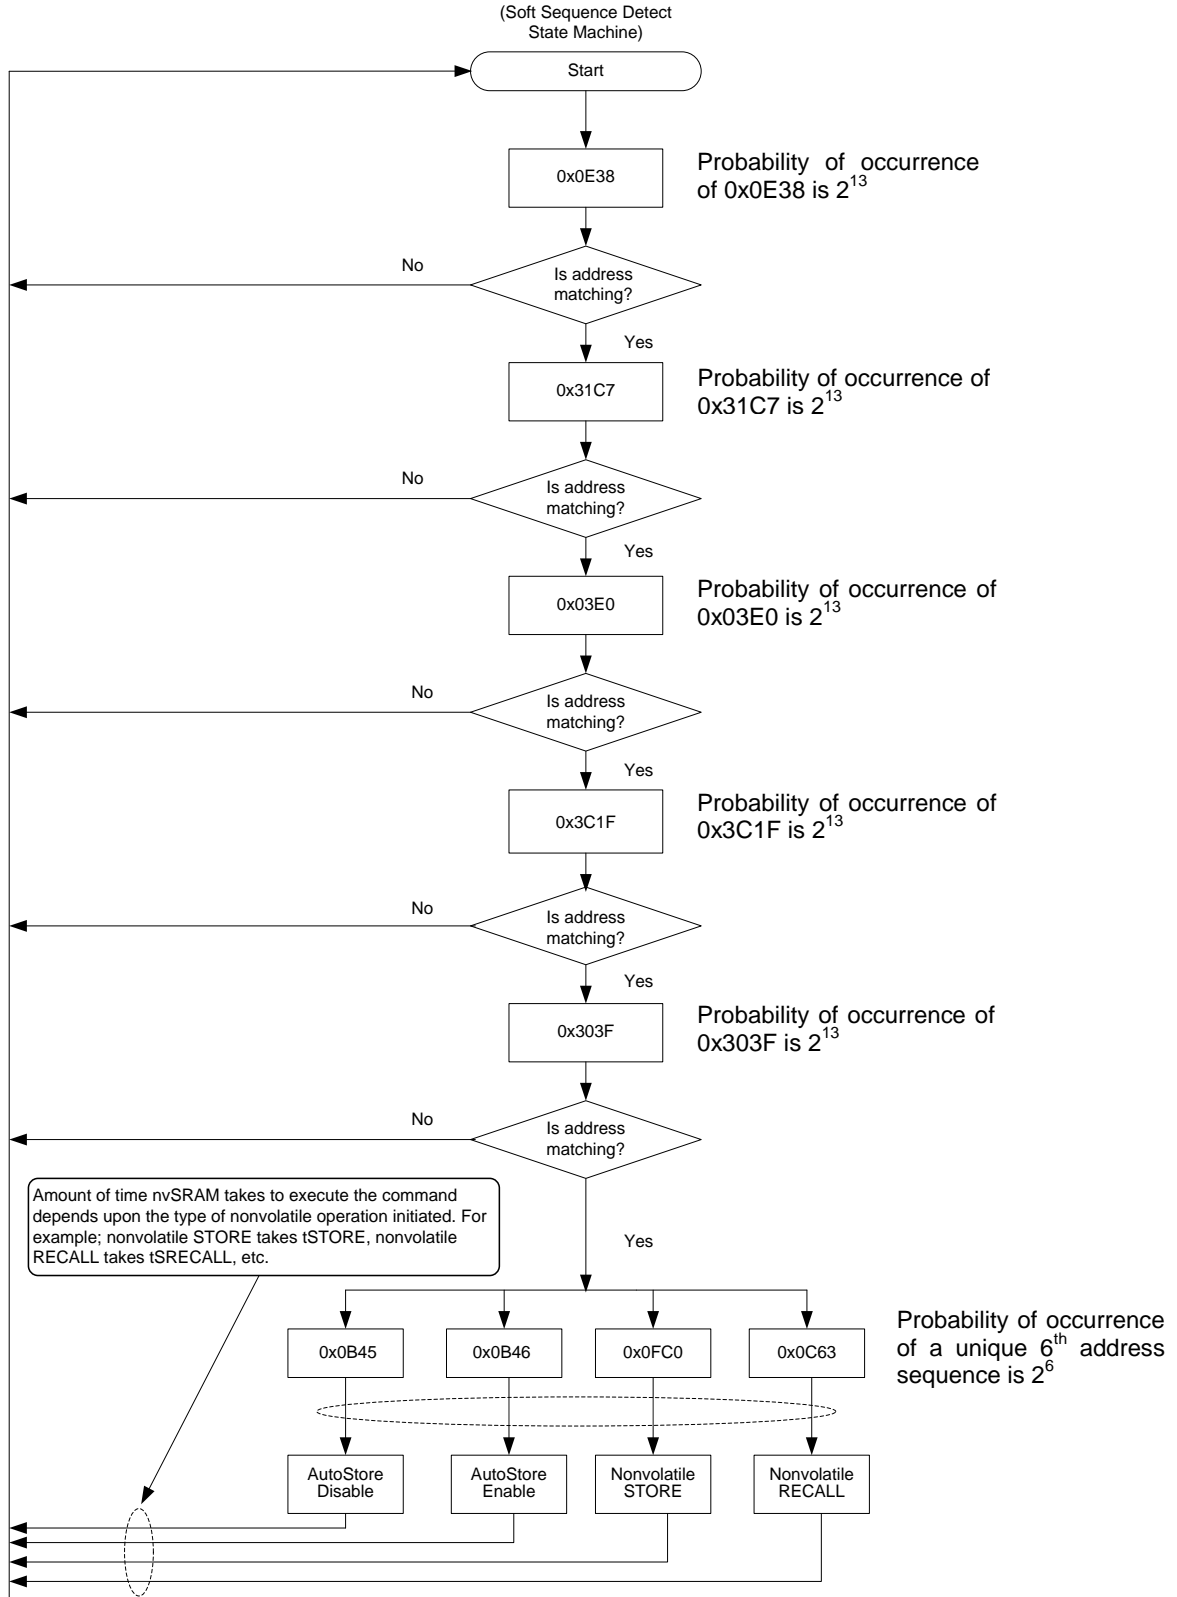 (Soft Sequence Detect
State Machine)
Start
0x0E38
Probability of occurrence
of 0x0E38 is 2^13
No
Is address
matching?
Yes
0x31C7
Probability of occurrence of
0x31C7 is 2^13
No
Is address
matching?
Yes
0x03E0
Probability of occurrence of
0x03E0 is 2^13
No
Is address
matching?
Yes
0x3C1F
Probability of occurrence of
0x3C1F is 2^13
No
Is address
matching?
Yes
0x303F
Probability of occurrence of
0x303F is 2^13
No
Is address
matching?
Amount of time nvSRAM takes to execute the command
depends upon the type of nonvolatile operation initiated. For
example; nonvolatile STORE takes tSTORE, nonvolatile
RECALL takes tSRECALL, etc.
Yes
0x0B45
0x0B46
0x0FC0
0x0C63
Probability of occurrence
of a unique 6^th address
sequence is 2^6
AutoStore
Disable
AutoStore
Enable
Nonvolatile
STORE
Nonvolatile
RECALL